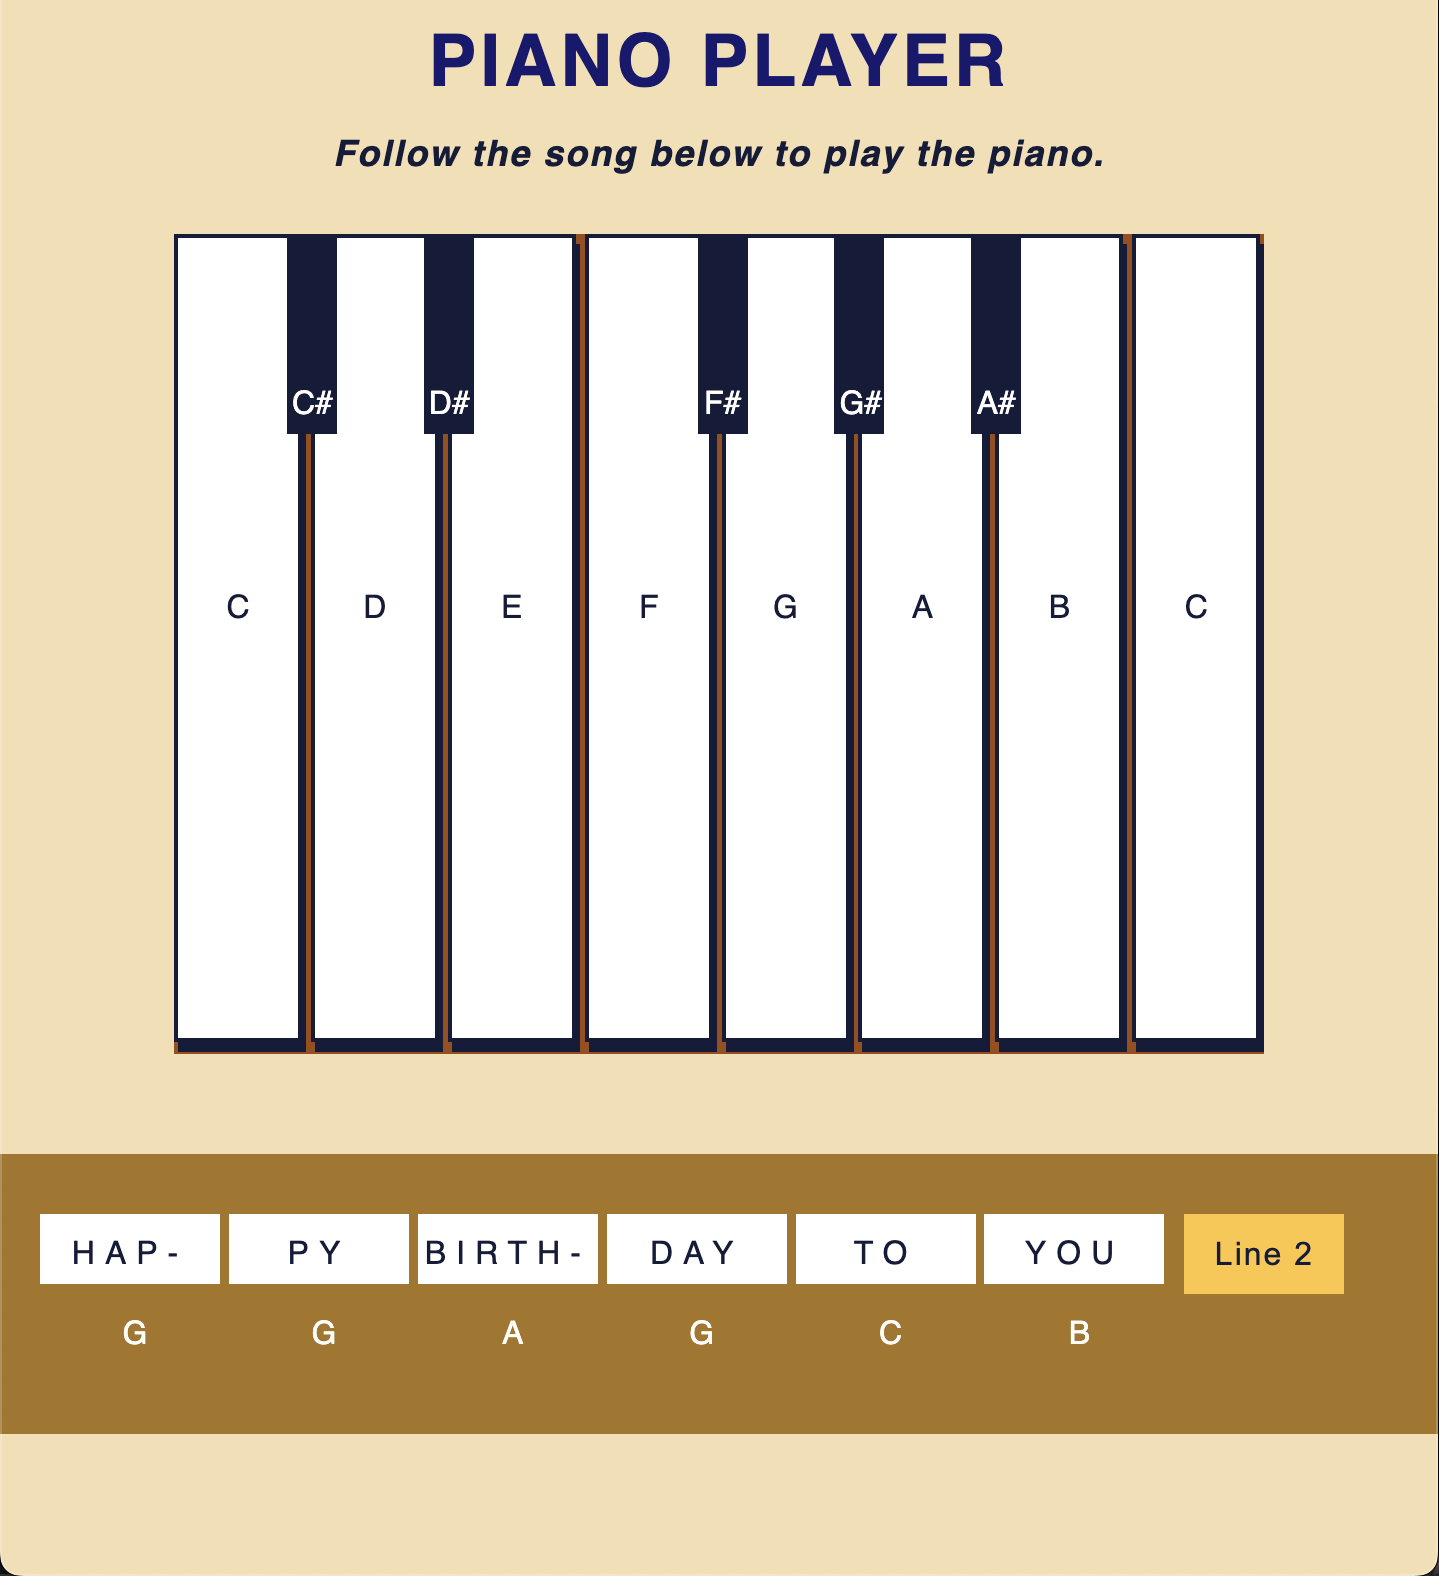 PIANO PLAYER
Follow the song below to play the piano.
C# D# F# G# A#
C D E F G A B C
HAP- PY BIRTH- DAY TO YOU Line 2
G G A G C B